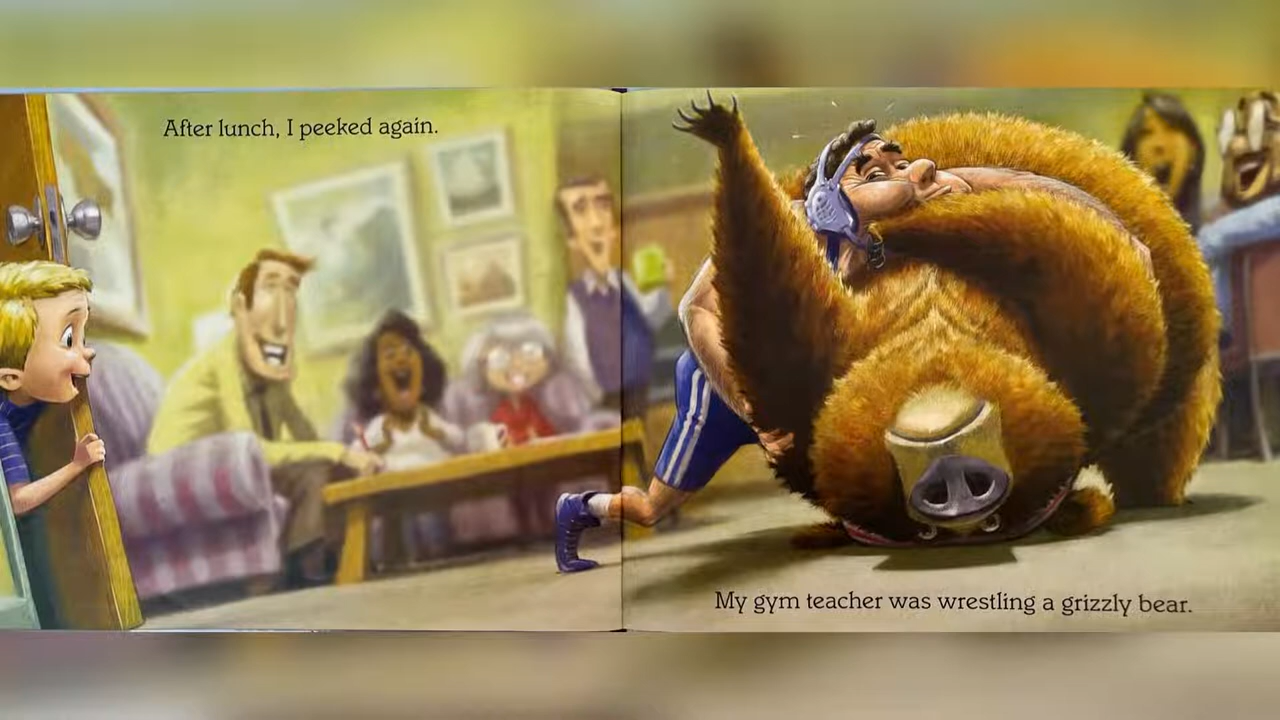 After lunch, I peeked again.
My gym teacher was wrestling a grizzly bear.